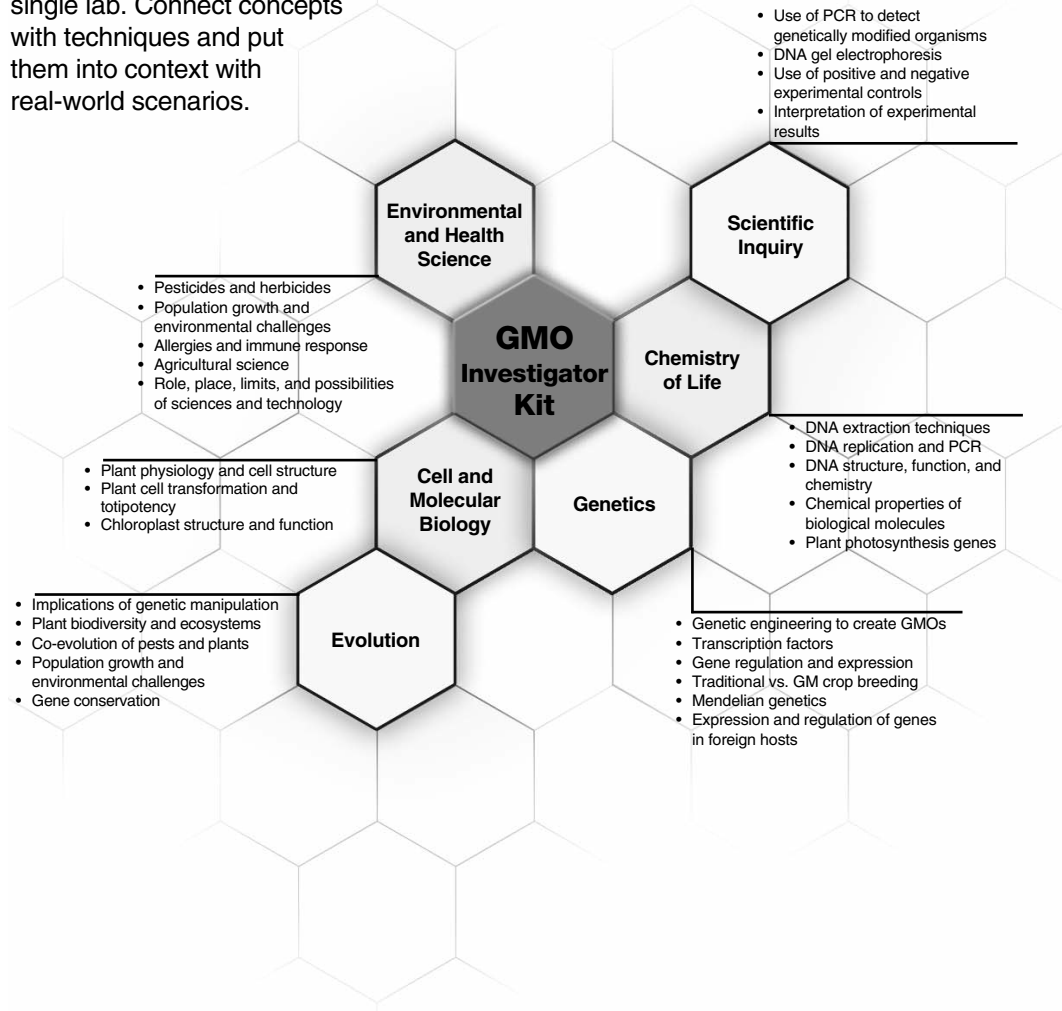 single lab. Connect concepts
with techniques and put
them into context with
real-world scenarios.
• Use of PCR to detect
genetically modified organisms
• DNA gel electrophoresis
• Use of positive and negative
experimental controls
• Interpretation of experimental
results
Environmental
and Health
Science
Scientific
Inquiry
• Pesticides and herbicides
• Population growth and
environmental challenges
• Allergies and immune response
• Agricultural science
• Role, place, limits, and possibilities
of sciences and technology
GMO
Investigator
Kit
Chemistry
of Life
• DNA extraction techniques
• DNA replication and PCR
• DNA structure, function, and
chemistry
• Chemical properties of
biological molecules
• Plant photosynthesis genes
• Plant physiology and cell structure
• Plant cell transformation and
totipotency
• Chloroplast structure and function
Cell and
Molecular
Biology
Genetics
• Implications of genetic manipulation
• Plant biodiversity and ecosystems
• Co-evolution of pests and plants
• Population growth and
environmental challenges
• Gene conservation
Evolution
• Genetic engineering to create GMOs
• Transcription factors
• Gene regulation and expression
• Traditional vs. GM crop breeding
• Mendelian genetics
• Expression and regulation of genes
in foreign hosts